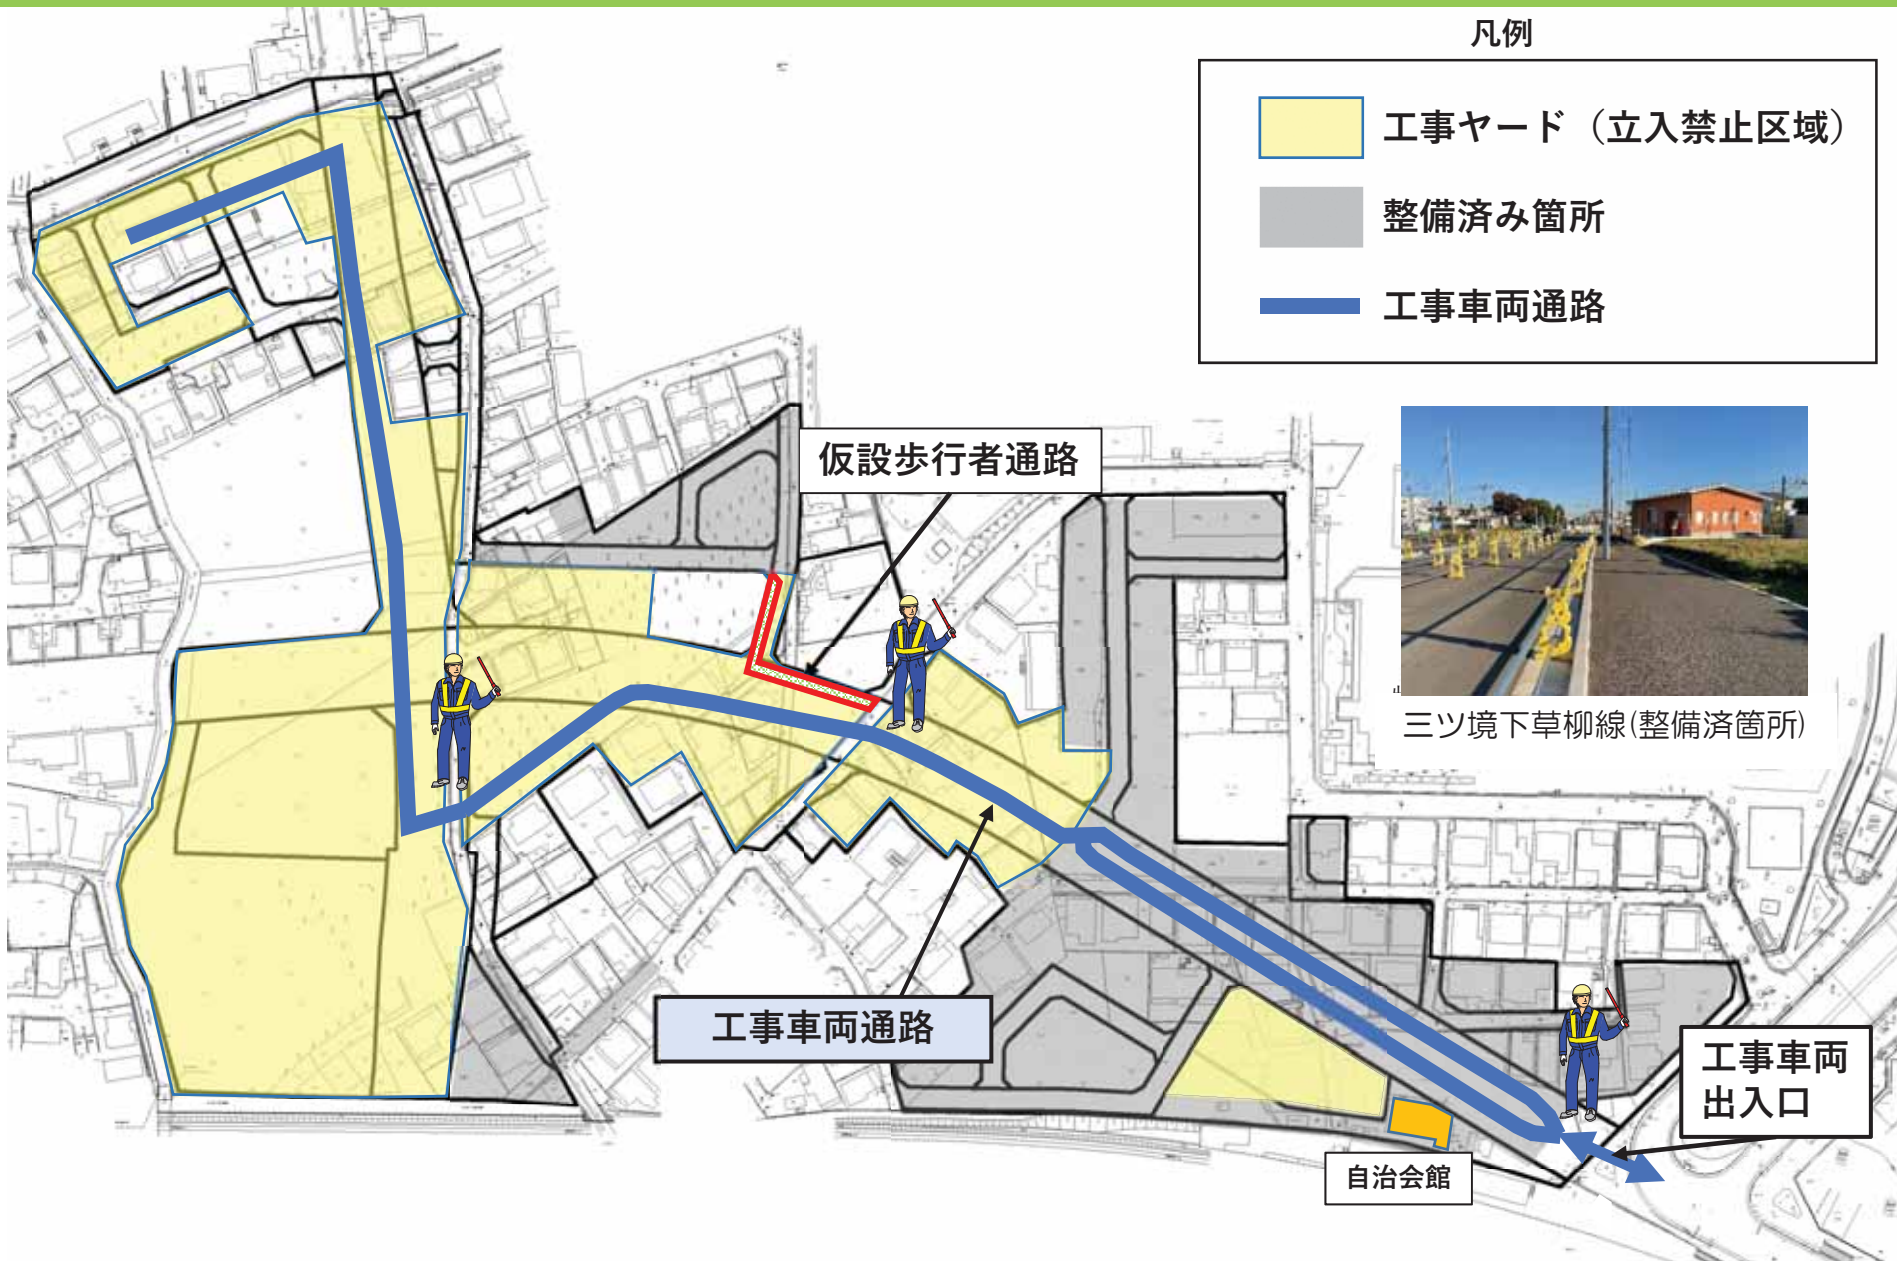 凡例
工事ヤード（立入禁止区域）
整備済み箇所
工事車両通路
仮設歩行者通路
三ツ境下草柳線(整備済箇所)
工事車両通路
工事車両
出入口
自治会館